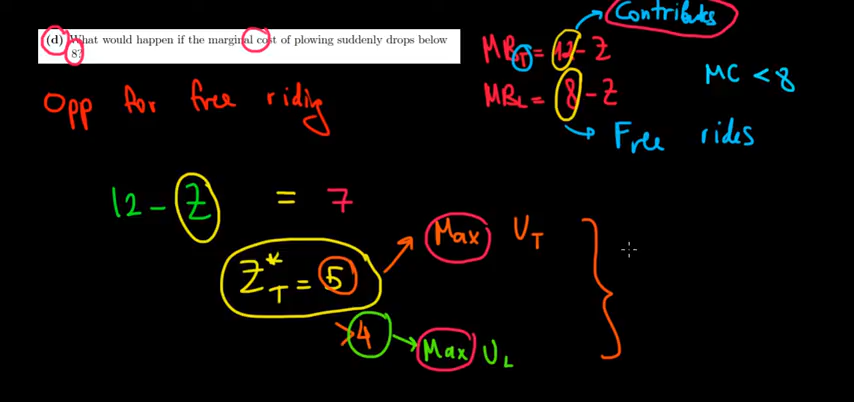 (d) What would happen if the marginal cost of plowing suddenly drops below
8?
Contributes
MB_T = 12 - Z
MB_L = 8 - Z
MC < 8
Free rides
Opp for free riding
12 - Z = 7
Z*_T = 5
Max U_T
>4
Max U_L